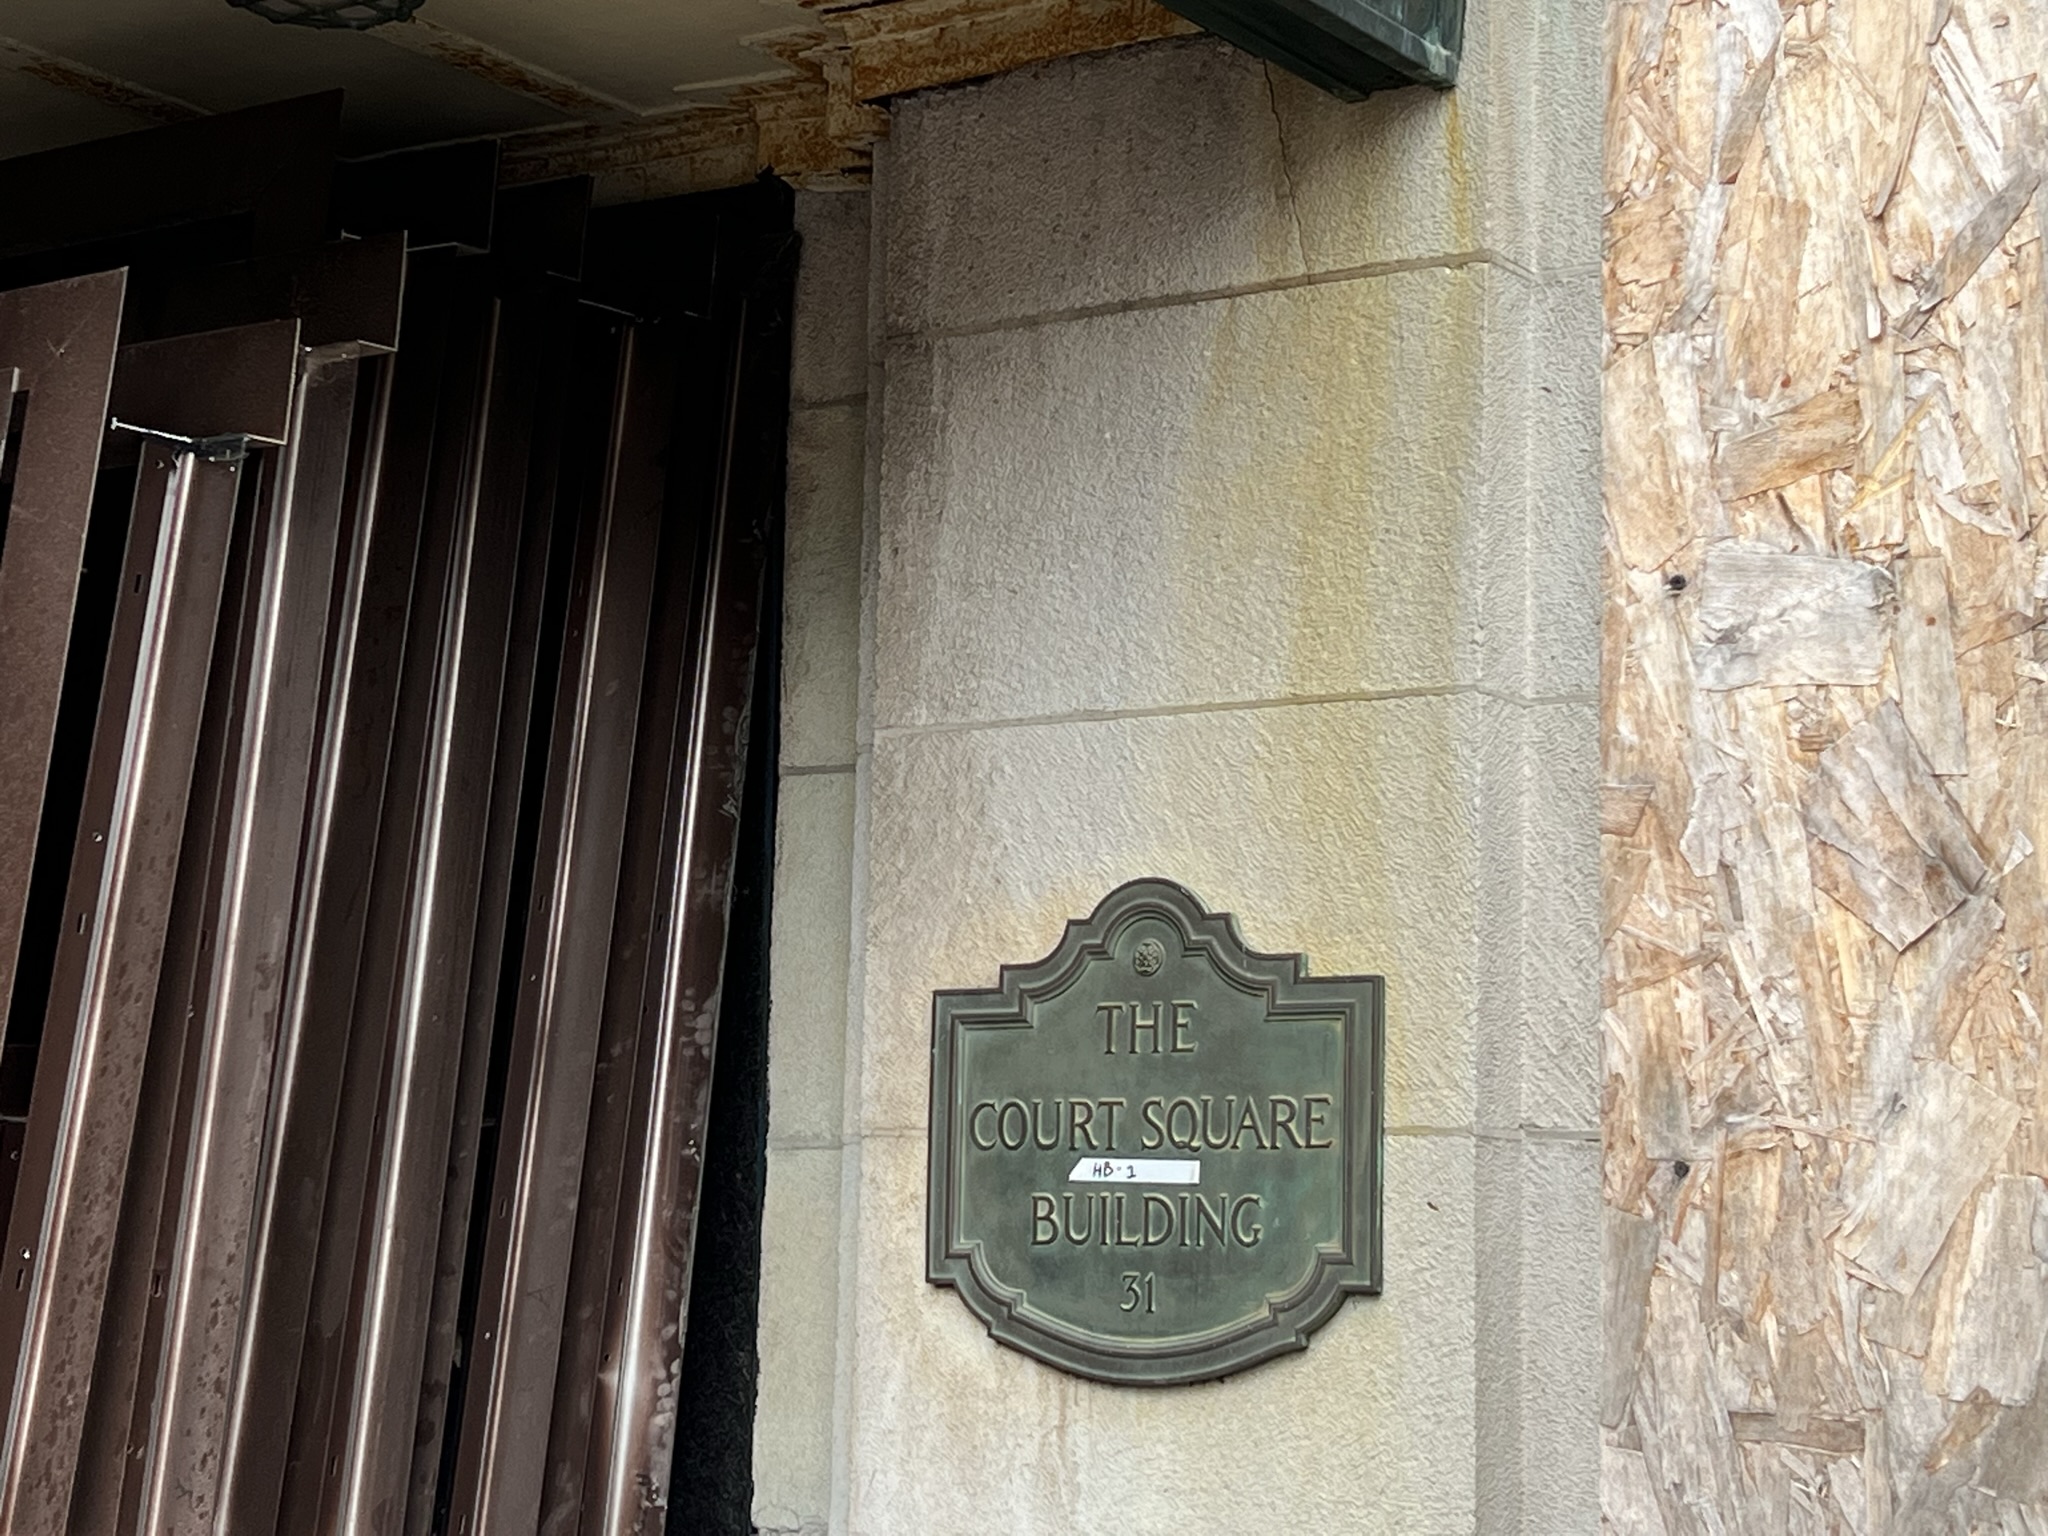 THE
COURT SQUARE
HB-1
BUILDING
31